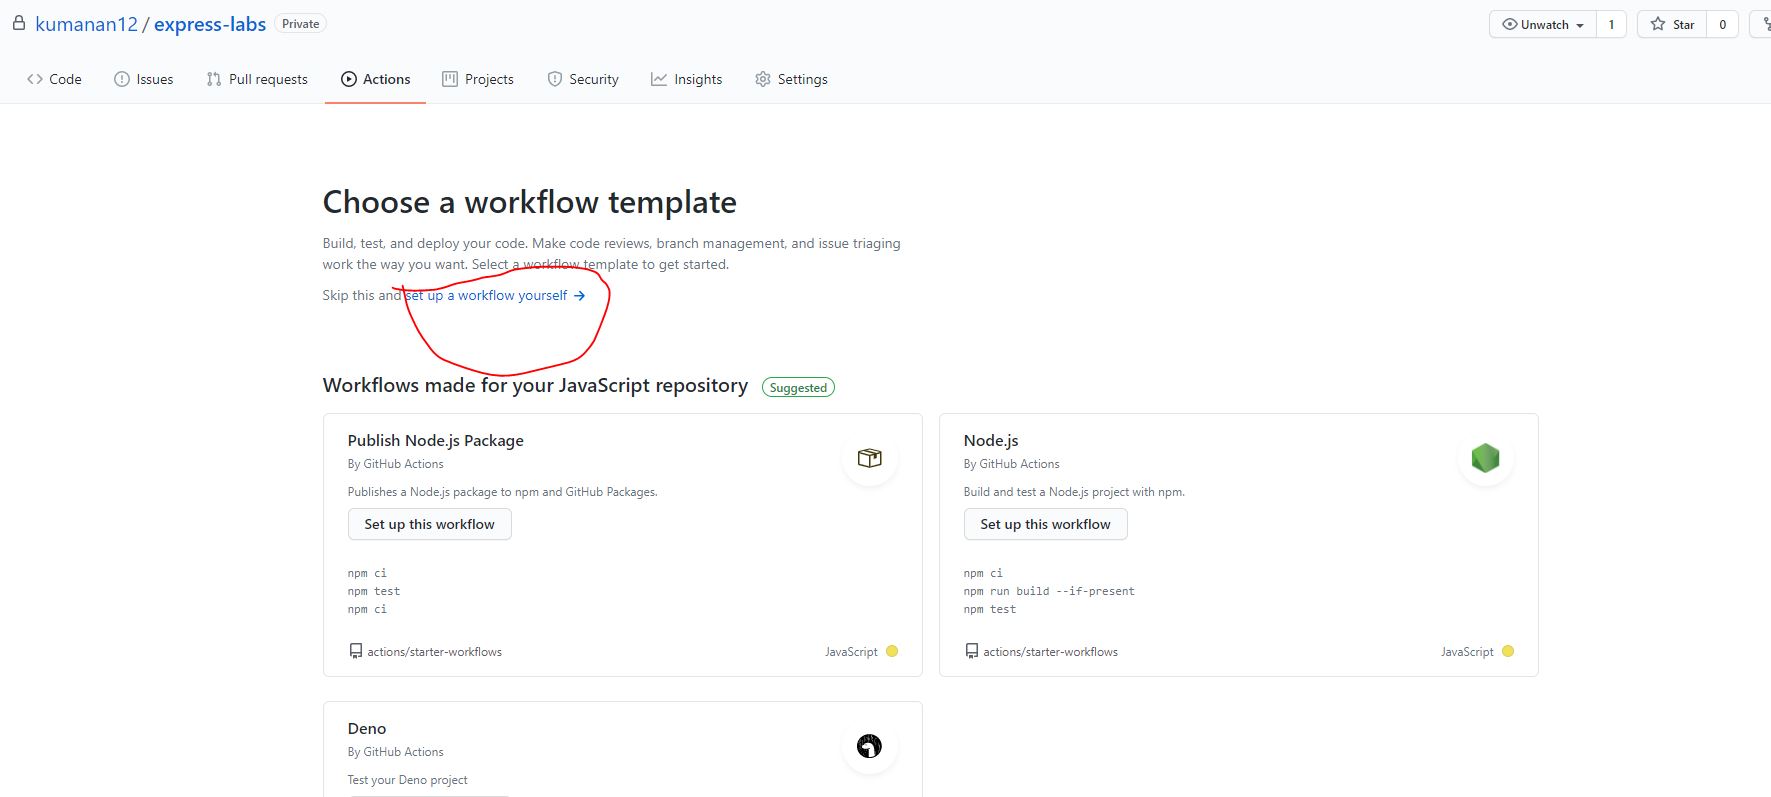 kumanan12 / express-labs Private
Unwatch 1 Star 0
Code Issues Pull requests Actions Projects Security Insights Settings
Choose a workflow template
Build, test, and deploy your code. Make code reviews, branch management, and issue triaging
work the way you want. Select a workflow template to get started.
Skip this and set up a workflow yourself →
Workflows made for your JavaScript repository Suggested
Publish Node.js Package
By GitHub Actions
Publishes a Node.js package to npm and GitHub Packages.
Set up this workflow
npm ci
npm test
npm ci
actions/starter-workflows JavaScript
Node.js
By GitHub Actions
Build and test a Node.js project with npm.
Set up this workflow
npm ci
npm run build --if-present
npm test
actions/starter-workflows JavaScript
Deno
By GitHub Actions
Test your Deno project